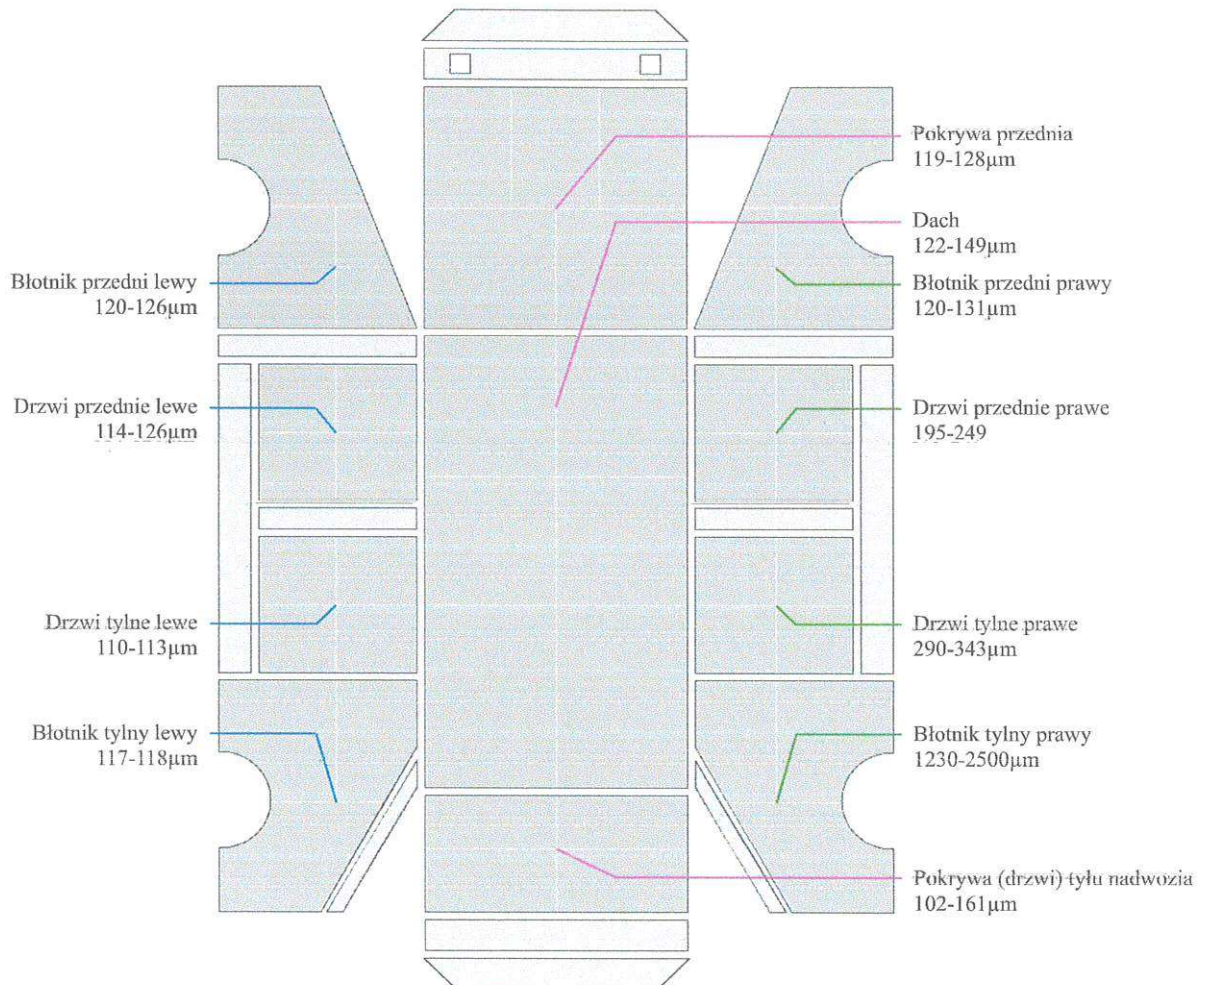 Pokrywa przednia
119-128µm
Dach
122-149µm
Błotnik przedni lewy
120-126µm
Błotnik przedni prawy
120-131µm
Drzwi przednie lewe
114-126µm
Drzwi przednie prawe
195-249
Drzwi tylne lewe
110-113µm
Drzwi tylne prawe
290-343µm
Błotnik tylny lewy
117-118µm
Błotnik tylny prawy
1230-2500µm
Pokrywa (drzwi) tyłu nadwozia
102-161µm